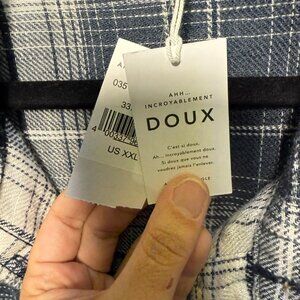 AHH...
INCROYABLEMENT
DOUX
C'est si doux.
Ah... incroyablement doux.
Si doux que vous ne
voudrez jamais l'enlever.
035
33
US XXL